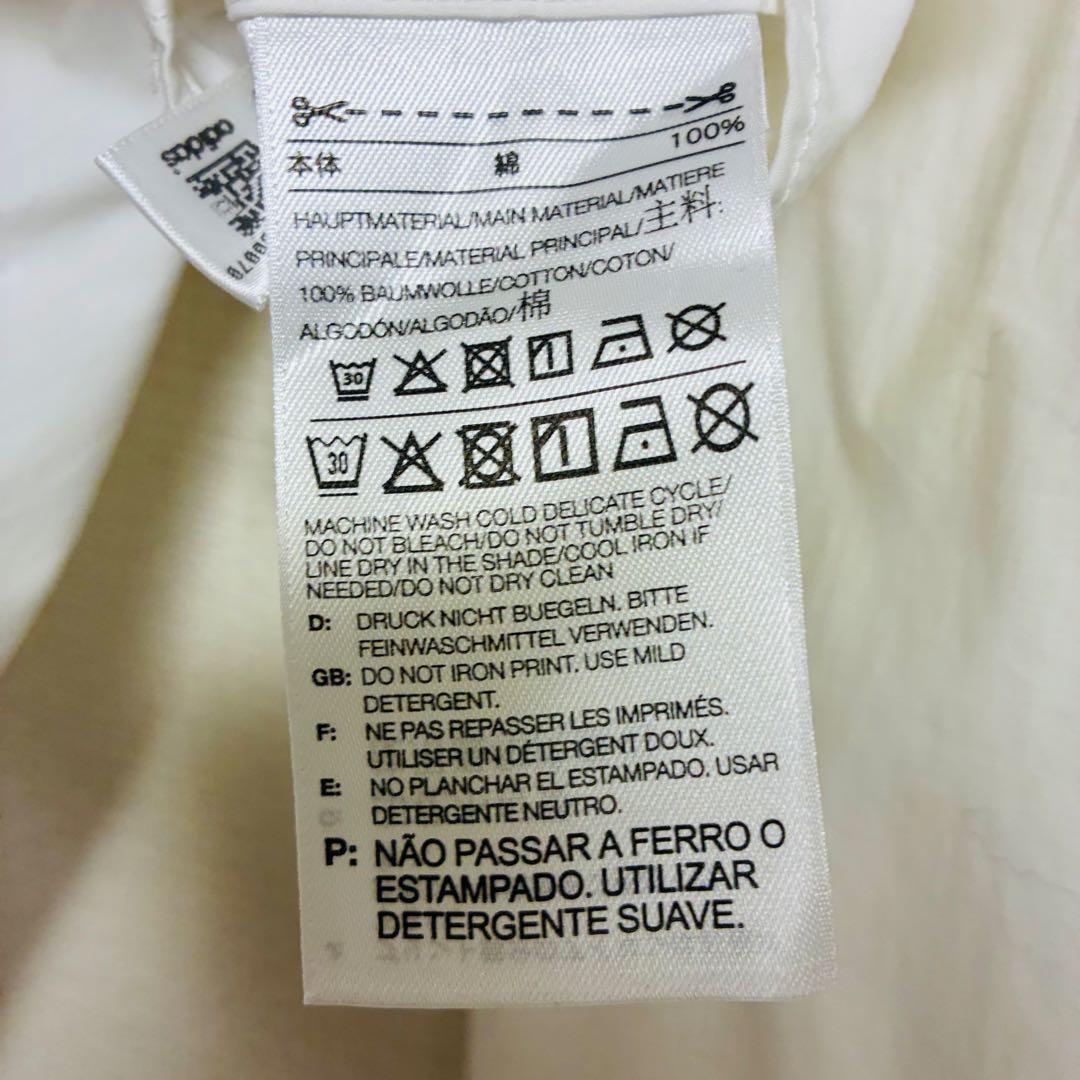 adidas
0070
本体 綿 100%
HAUPTMATERIAL/MAIN MATERIAL/MATIERE
PRINCIPALE/MATERIAL PRINCIPAL/主料:
100% BAUMWOLLE/COTTON/COTON/
ALGODÓN/ALGODÃO/棉
30 1
30 1
MACHINE WASH COLD DELICATE CYCLE/
DO NOT BLEACH/DO NOT TUMBLE DRY/
LINE DRY IN THE SHADE/COOL IRON IF
NEEDED/DO NOT DRY CLEAN
D: DRUCK NICHT BUEGELN. BITTE
FEINWASCHMITTEL VERWENDEN.
GB: DO NOT IRON PRINT. USE MILD
DETERGENT.
F: NE PAS REPASSER LES IMPRIMÉS.
UTILISER UN DÉTERGENT DOUX.
E: NO PLANCHAR EL ESTAMPADO. USAR
DETERGENTE NEUTRO.
P: NÃO PASSAR A FERRO O
ESTAMPADO. UTILIZAR
DETERGENTE SUAVE.